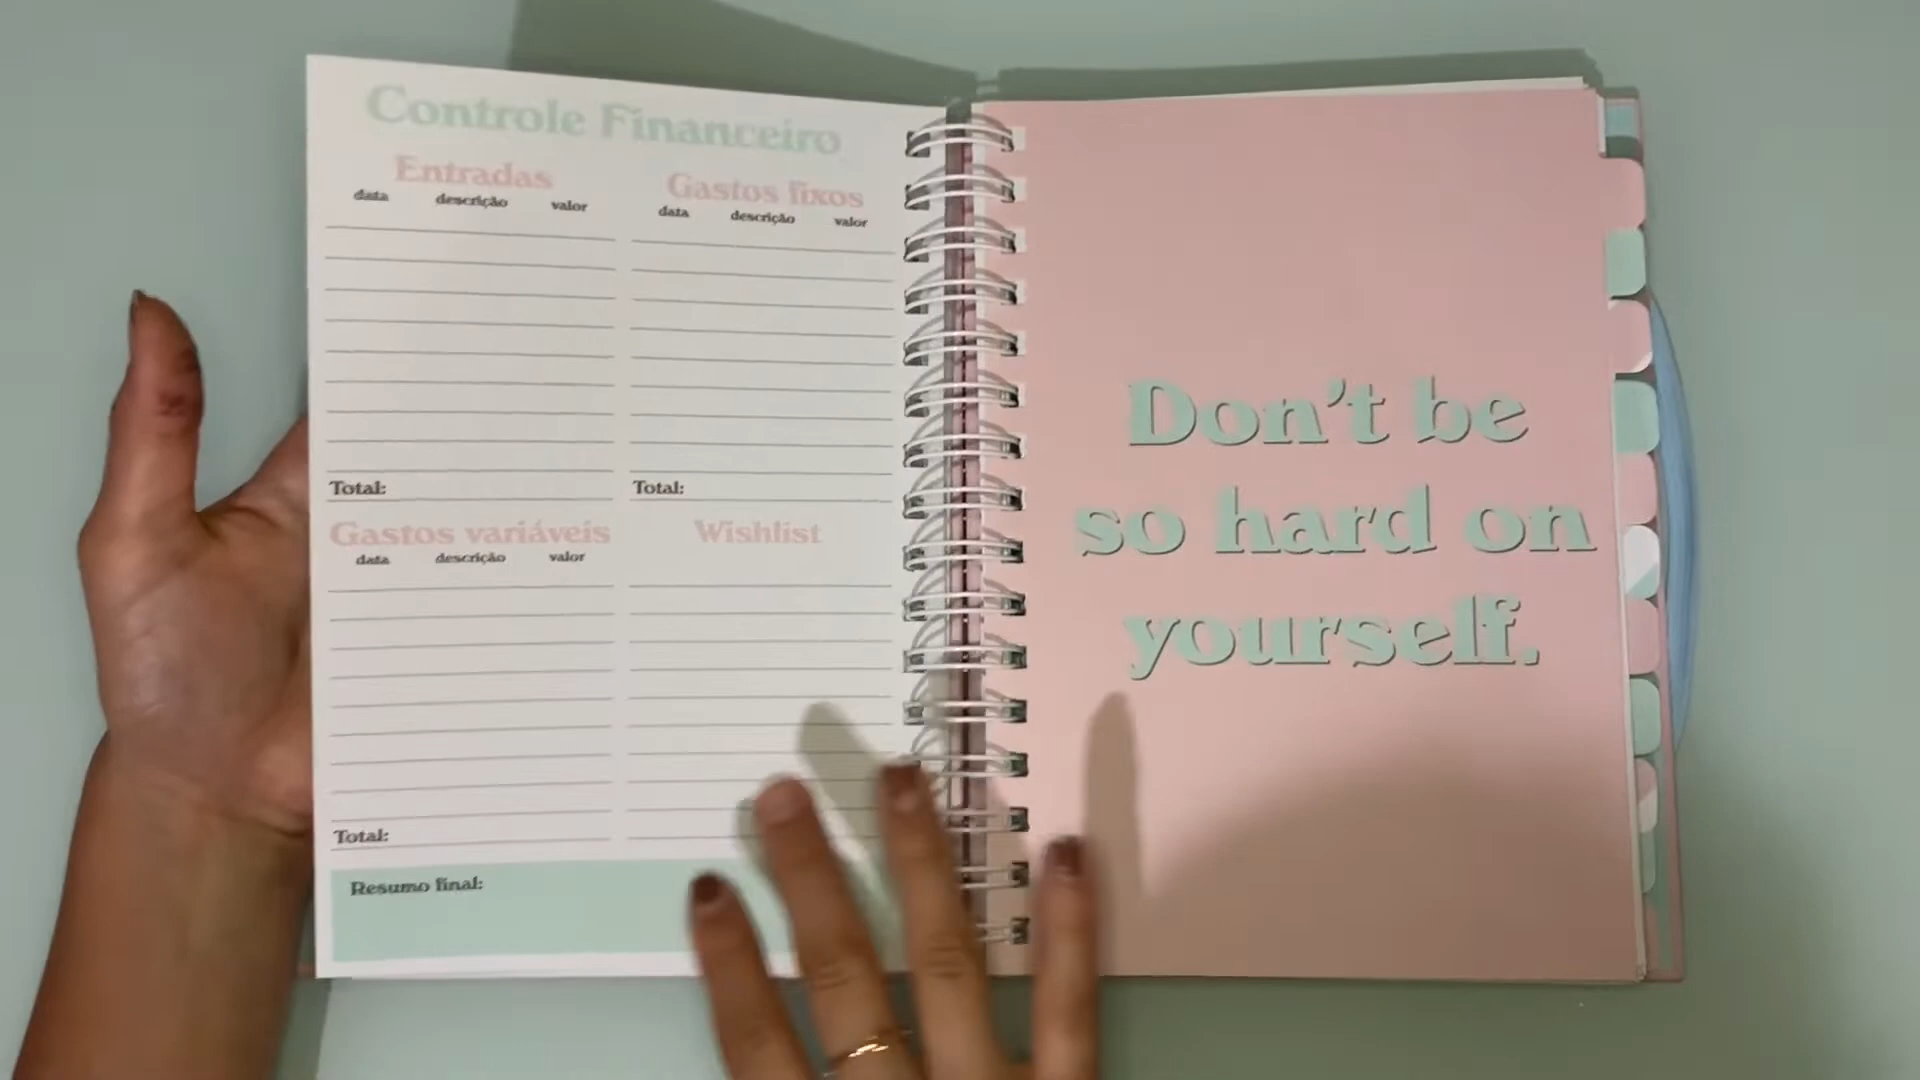 Controle Financeiro
Entradas
data descrição valor
Total:
Gastos fixos
data descrição valor
Total:
Gastos variáveis
data descrição valor
Total:
Wishlist
Resumo final:
Don't be
so hard on
yourself.